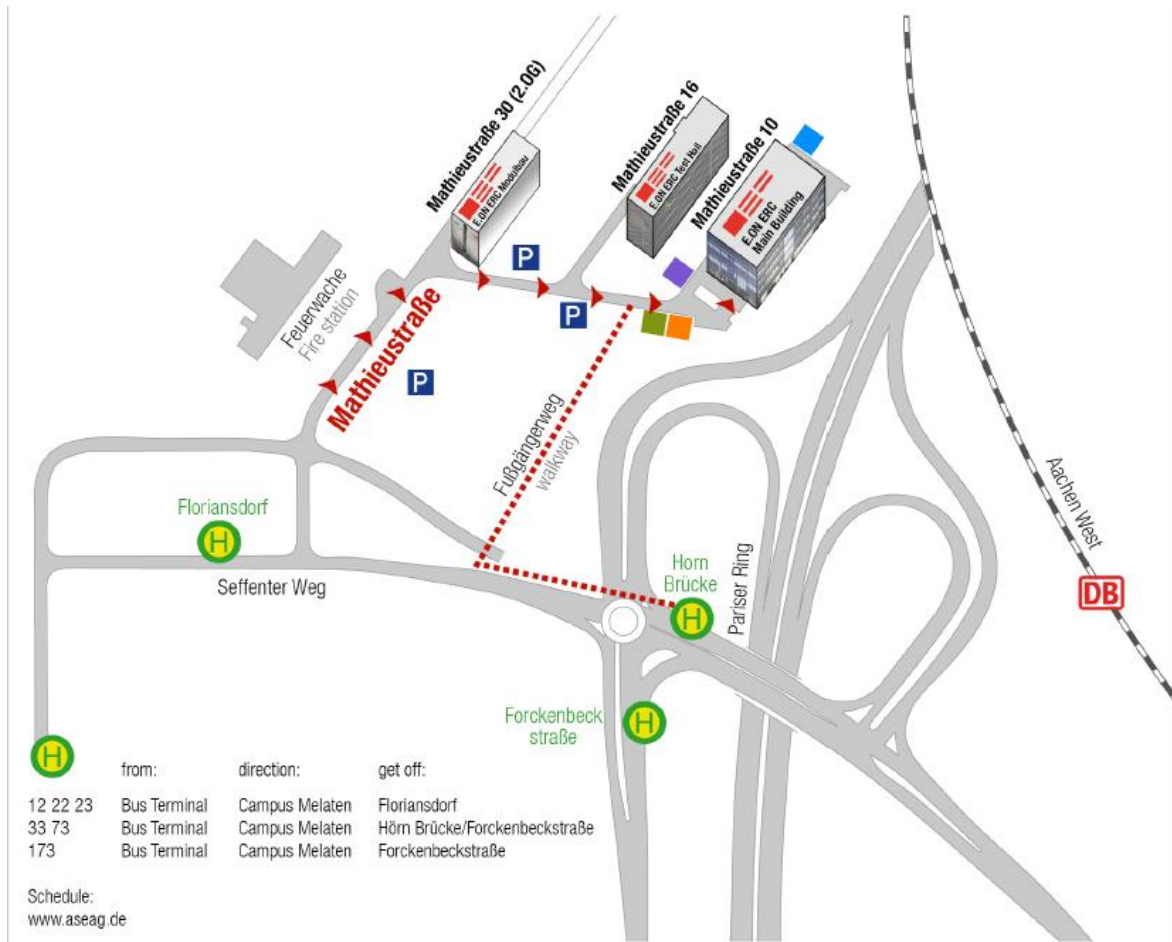 Mathieustraße 30 (2.OG)
E.ON ERC Modulbau
Mathieustraße 16
E.ON ERC Test Hall
Mathieustraße 10
E.ON ERC
Main Building
P
P
P
Feuerwache
Fire station
Mathieustraße
Fußgängerweg
walkway
Aachen West
DB
Floriansdorf
H
Seffenter Weg
Horn
Brücke
H
Pariser Ring
Forckenbeck
straße
H
H
from: direction: get off:
12 22 23 Bus Terminal Campus Melaten Floriansdorf
33 73 Bus Terminal Campus Melaten Hörn Brücke/Forckenbeckstraße
173 Bus Terminal Campus Melaten Forckenbeckstraße
Schedule:
www.aseag.de